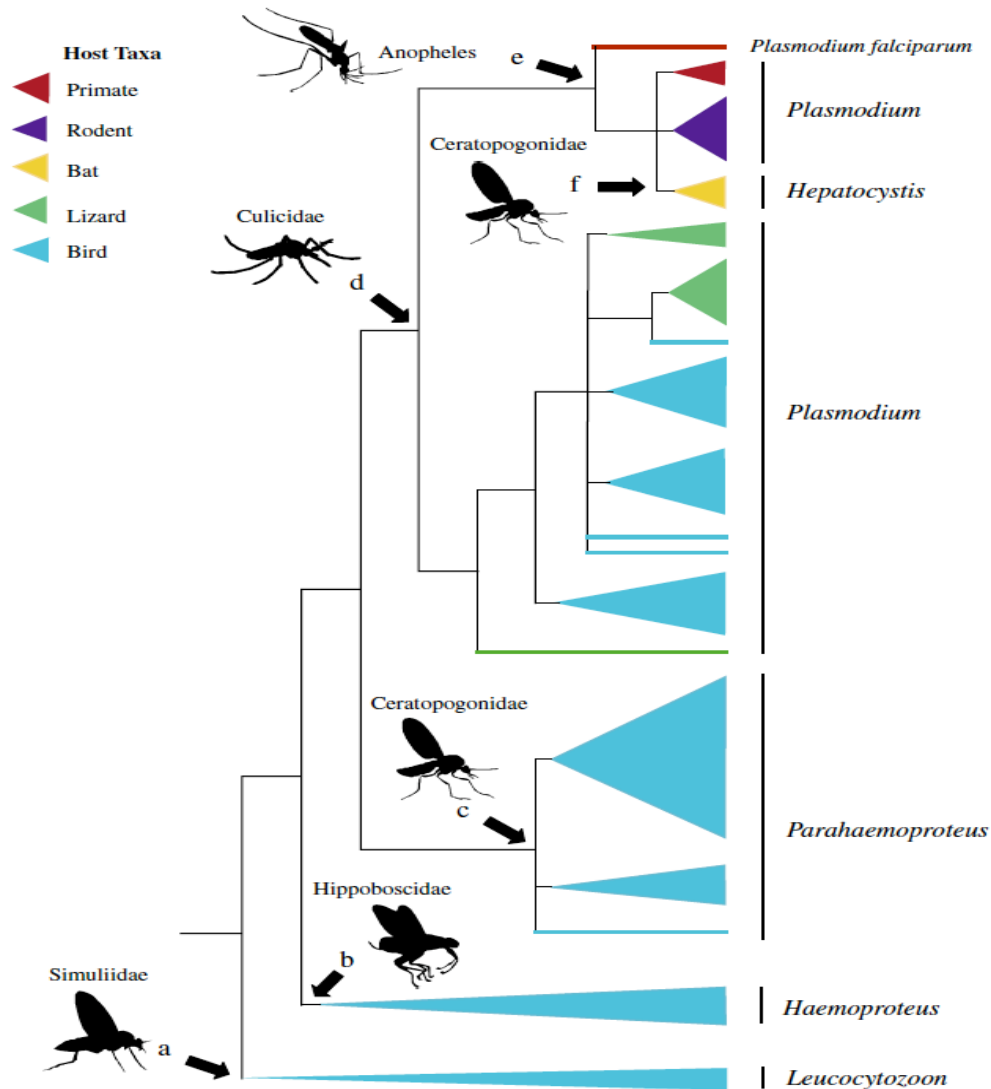 Host Taxa
Primate
Rodent
Bat
Lizard
Bird
Anopheles
e
Plasmodium falciparum
Plasmodium
Ceratopogonidae
f
Hepatocystis
Culicidae
d
Plasmodium
Ceratopogonidae
c
Parahaemoproteus
Hippoboscidae
b
Haemoproteus
Simuliidae
a
Leucocytozoon